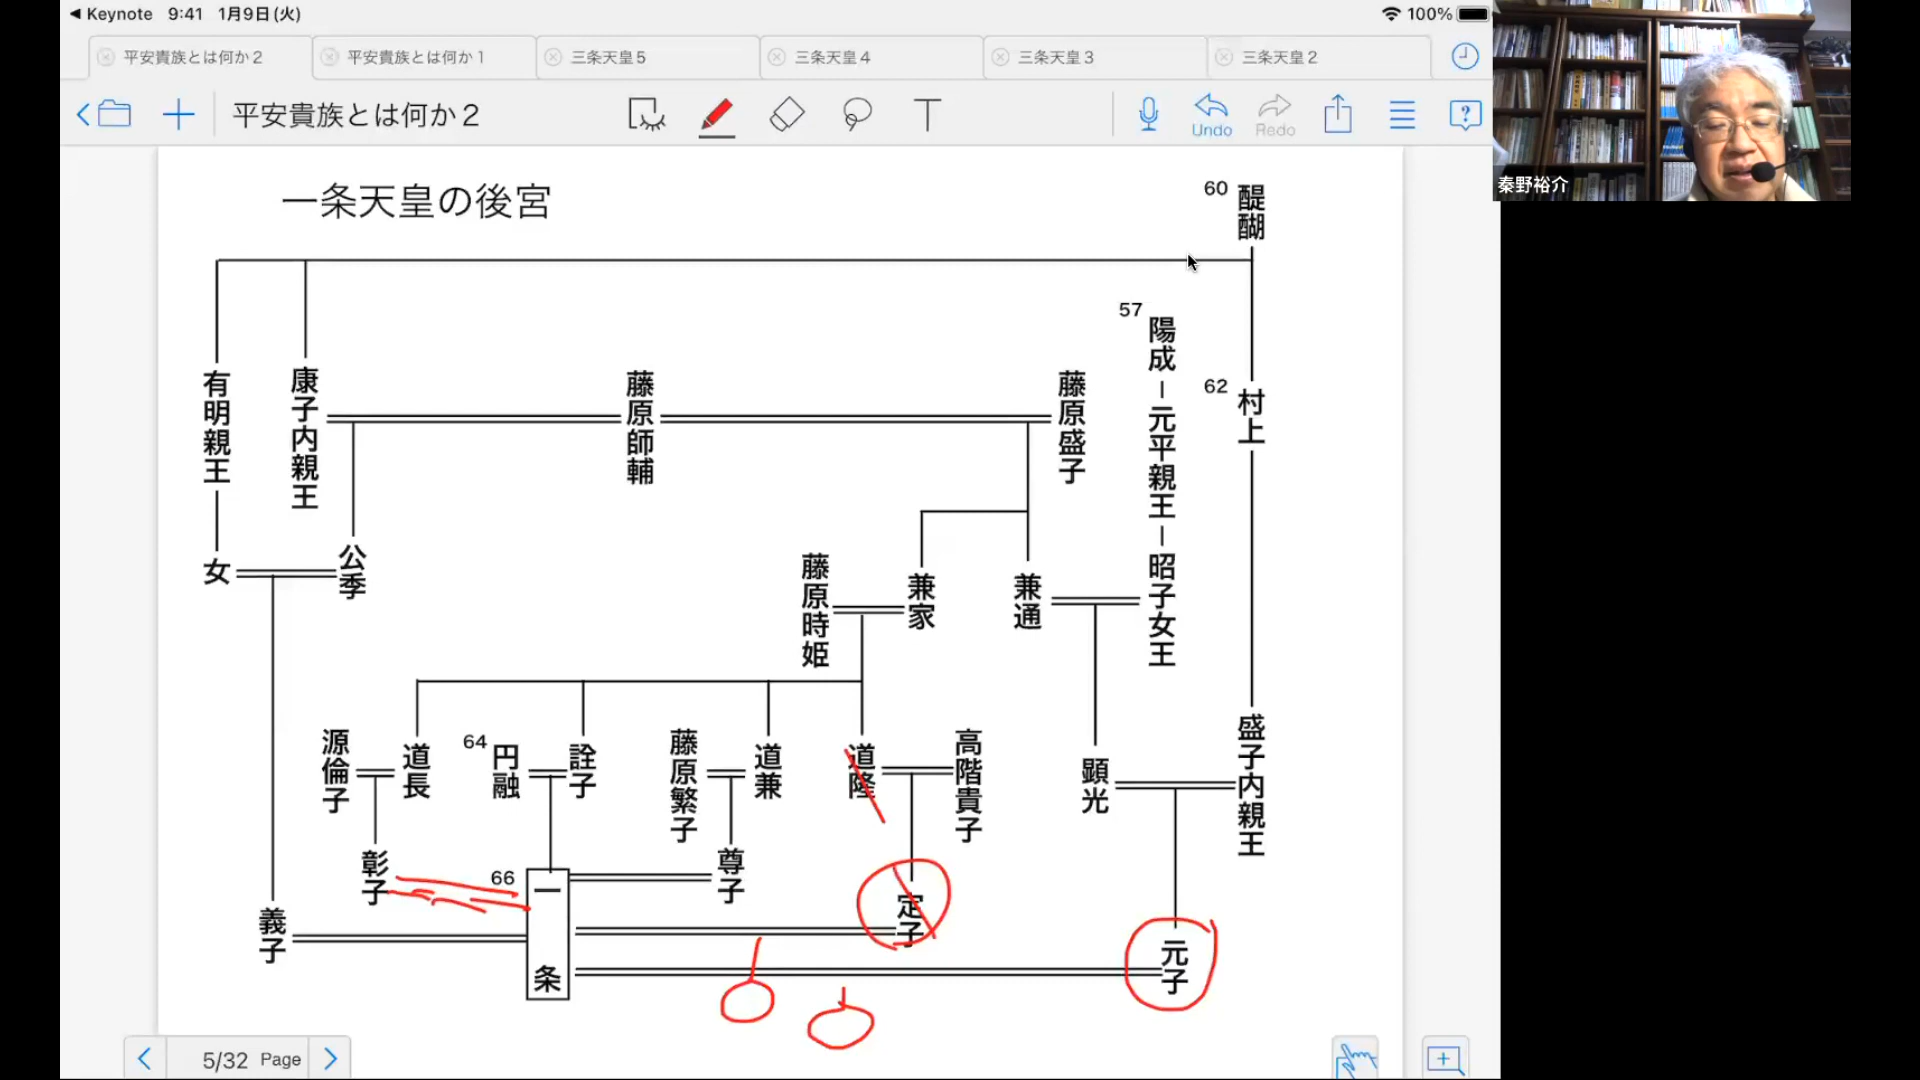 Keynote 9:41 1月9日(火)
100%
平安貴族とは何か2
平安貴族とは何か1
三条天皇5
三条天皇4
三条天皇3
三条天皇2
平安貴族とは何か2
T
Undo
Redo
秦野裕介
一条天皇の後宮
60
醍醐
57
陽成
元平親王
昭子女王
62
村上
有明親王
康子内親王
藤原師輔
藤原盛子
女
公季
藤原時姫
兼家
兼通
源倫子
道長
64
円融
詮子
藤原繁子
道兼
道隆
高階貴子
顕光
盛子内親王
彰子
66
一条
尊子
定子
義子
元子
5/32 Page